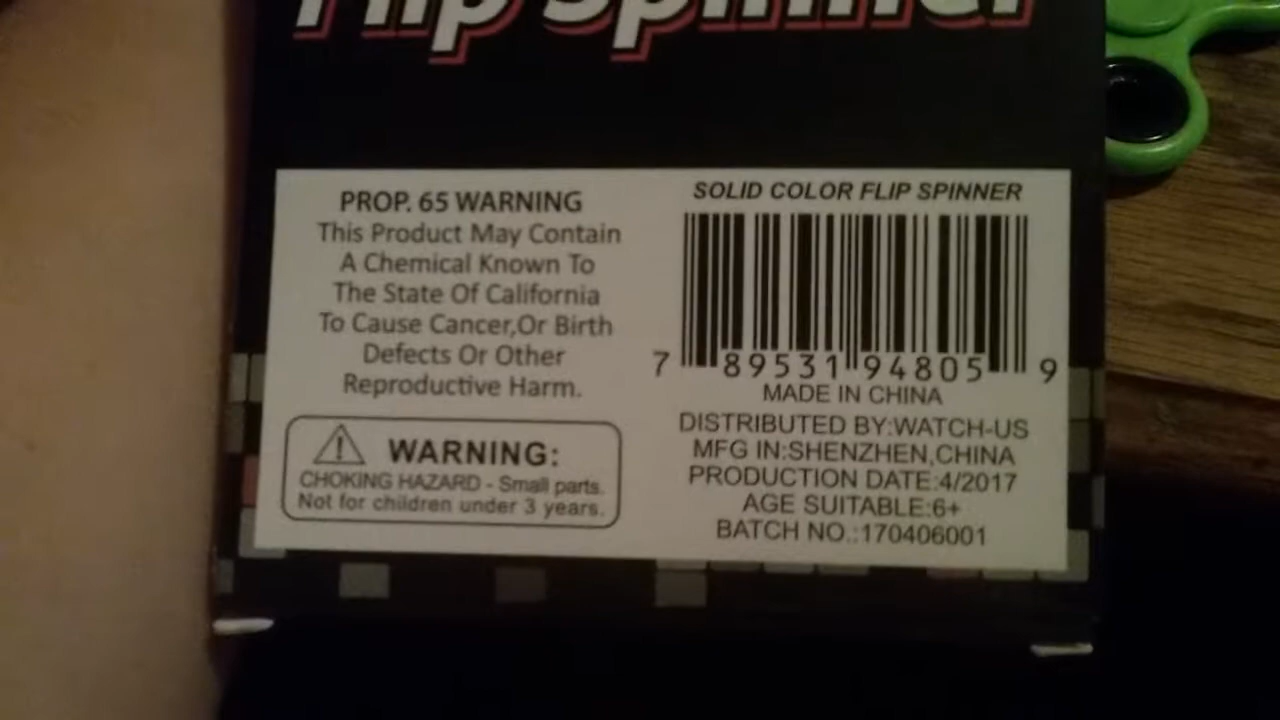 Flip Spinner
PROP. 65 WARNING
This Product May Contain
A Chemical Known To
The State Of California
To Cause Cancer,Or Birth
Defects Or Other
Reproductive Harm.
WARNING:
CHOKING HAZARD - Small parts.
Not for children under 3 years.
SOLID COLOR FLIP SPINNER
7 89531 94805 9
MADE IN CHINA
DISTRIBUTED BY:WATCH-US
MFG IN:SHENZHEN,CHINA
PRODUCTION DATE:4/2017
AGE SUITABLE:6+
BATCH NO.:170406001